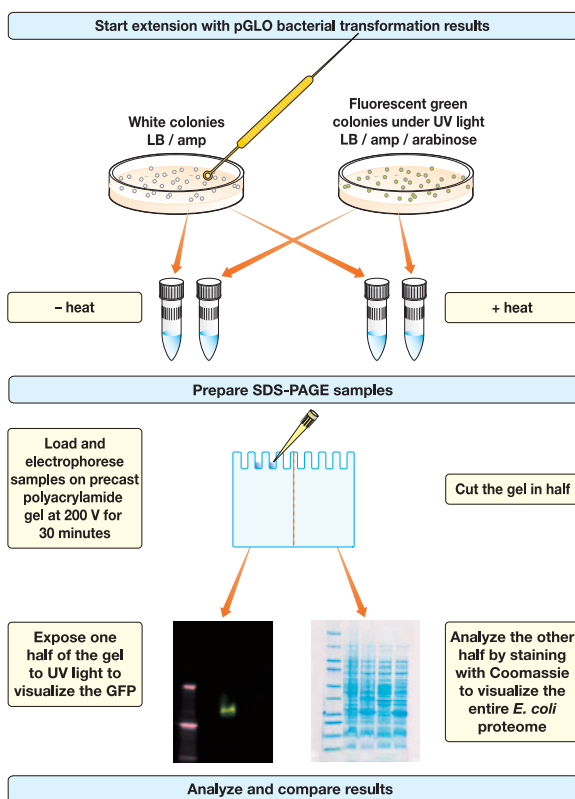 Start extension with pGLO bacterial transformation results
White colonies
LB / amp
Fluorescent green
colonies under UV light
LB / amp / arabinose
– heat
+ heat
Prepare SDS-PAGE samples
Load and
electrophorese
samples on precast
polyacrylamide
gel at 200 V for
30 minutes
Cut the gel in half
Expose one
half of the gel
to UV light to
visualize the GFP
Analyze the other
half by staining
with Coomassie
to visualize the
entire E. coli
proteome
Analyze and compare results